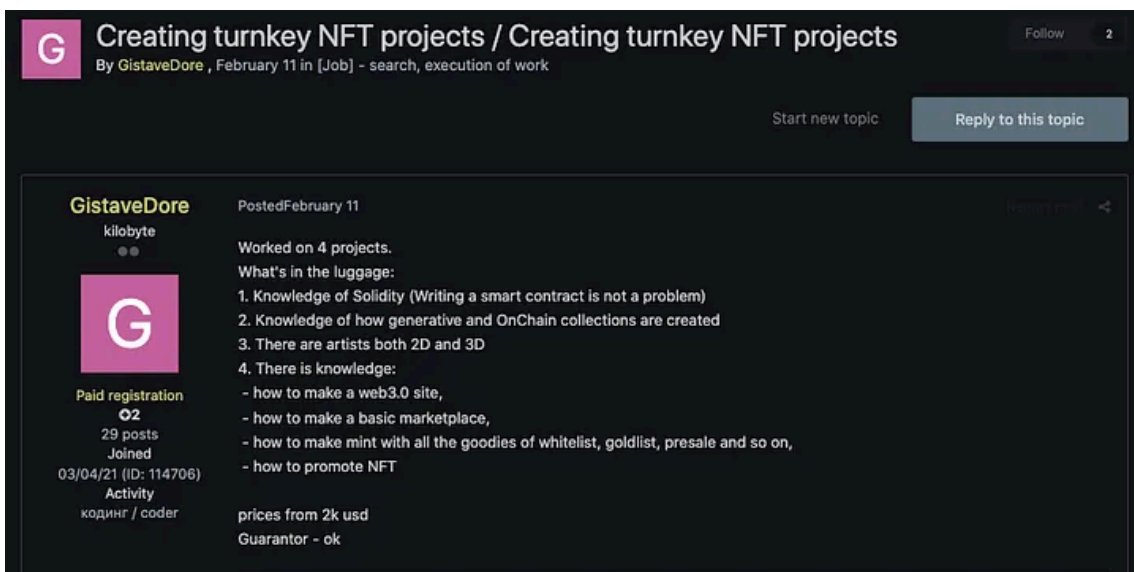 G
Creating turnkey NFT projects / Creating turnkey NFT projects
By GistaveDore , February 11 in [Job] - search, execution of work
Follow 2
Start new topic
Reply to this topic
GistaveDore
kilobyte
G
Paid registration
2
29 posts
Joined
03/04/21 (ID: 114706)
Activity
кодинг / coder
PostedFebruary 11
Worked on 4 projects.
What's in the luggage:
1. Knowledge of Solidity (Writing a smart contract is not a problem)
2. Knowledge of how generative and OnChain collections are created
3. There are artists both 2D and 3D
4. There is knowledge:
- how to make a web3.0 site,
- how to make a basic marketplace,
- how to make mint with all the goodies of whitelist, goldlist, presale and so on,
- how to promote NFT
prices from 2k usd
Guarantor - ok